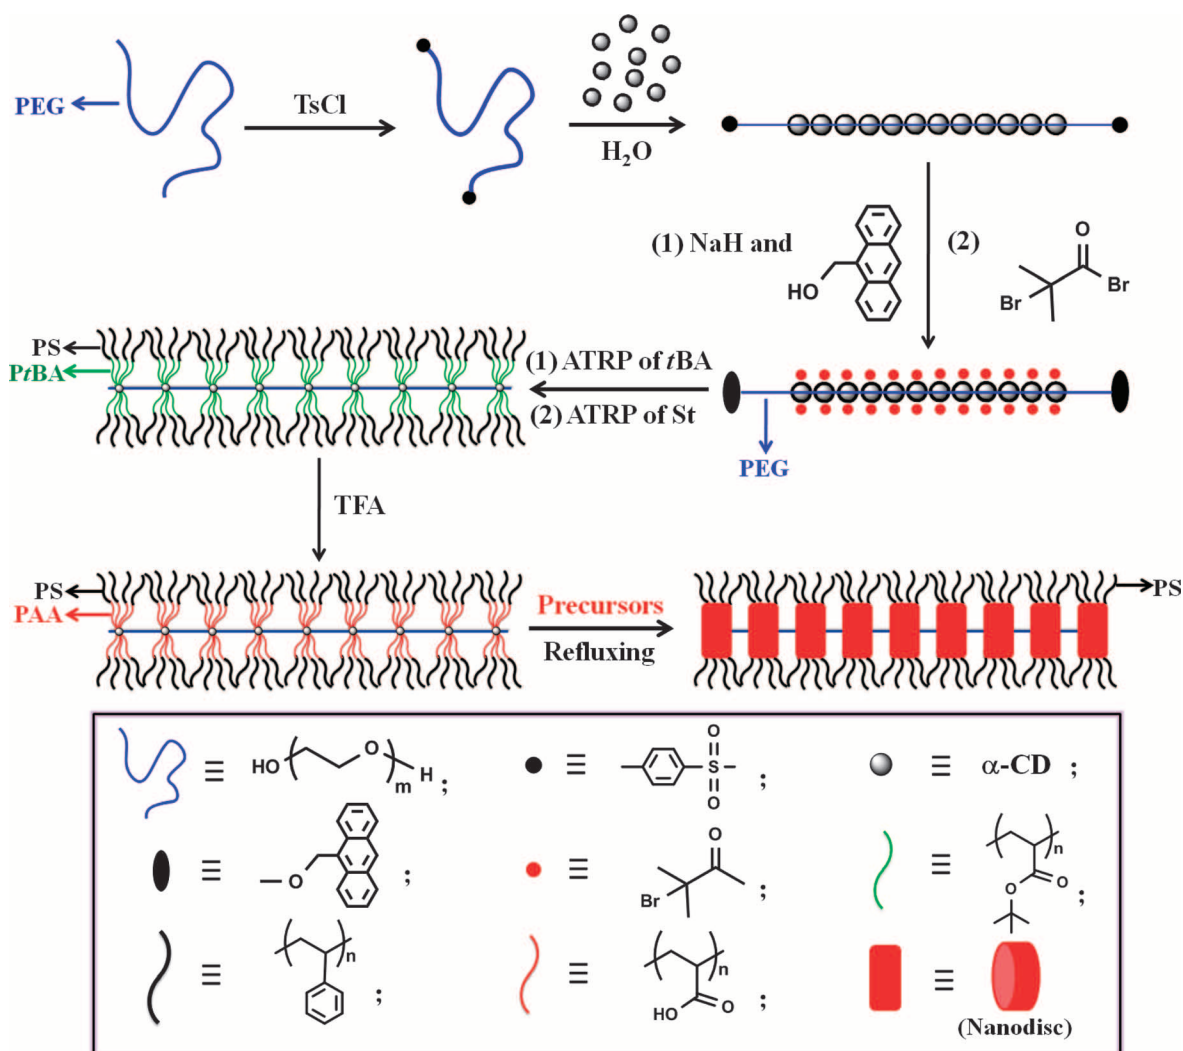 PEG
TsCl
H₂O
(1) NaH and
HO
(2)
O
Br
Br
PS
PtBA
(1) ATRP of tBA
(2) ATRP of St
PEG
TFA
PS
PAA
Precursors
Refluxing
PS
≡ HO ( O ) m H ;
≡ O S O ;
≡ α-CD ;
≡ O ;
≡ Br O ;
≡ ( ) n O O ;
≡ ( ) n ;
≡ ( ) n HO O ;
≡
(Nanodisc)